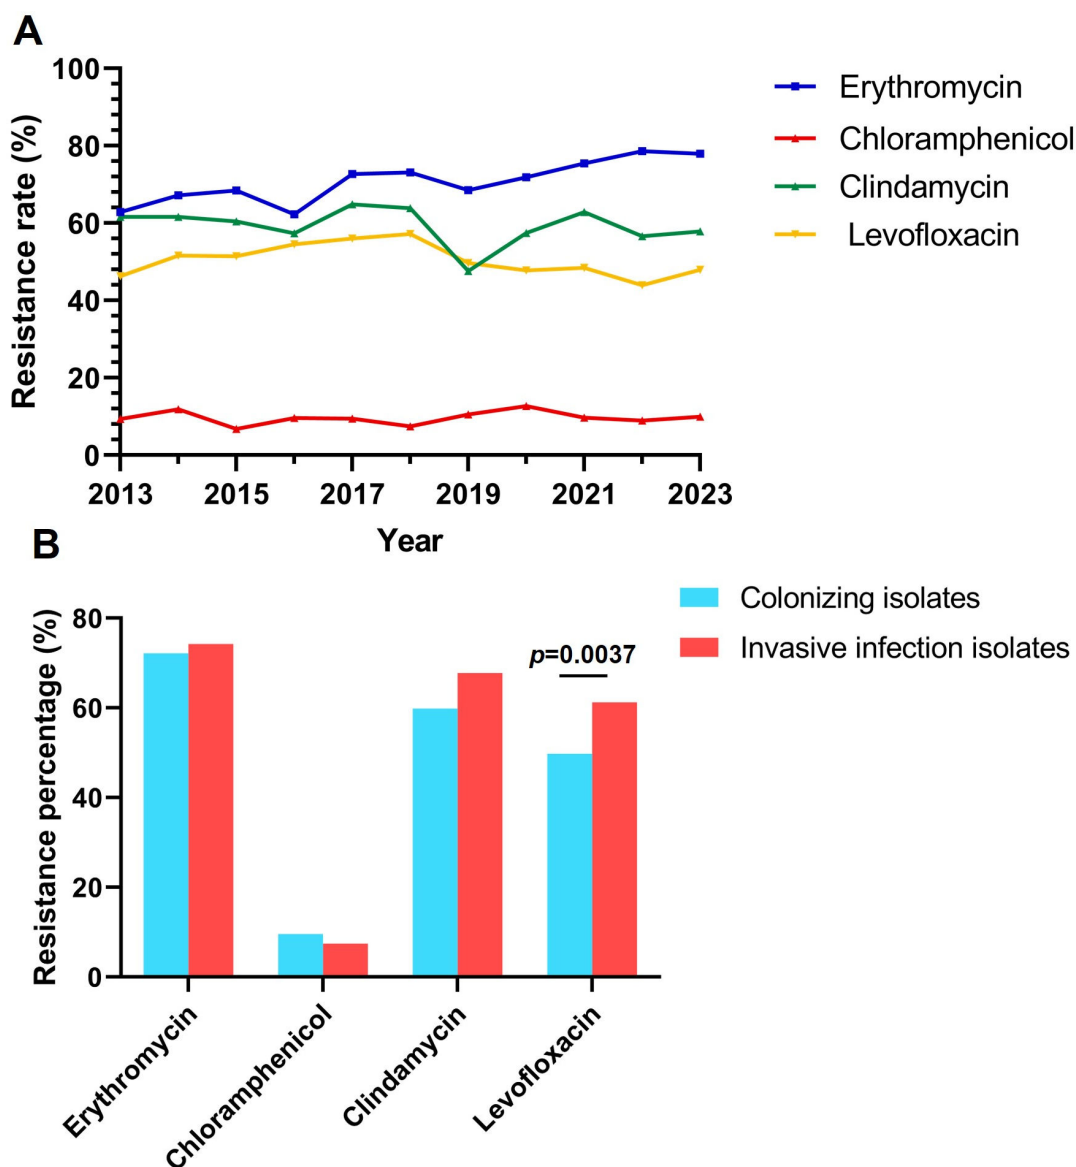 A
Resistance rate (%)
100
80
60
40
20
0
2013 2015 2017 2019 2021 2023
Year
Erythromycin
Chloramphenicol
Clindamycin
Levofloxacin
B
Resistance percentage (%)
80
60
40
20
0
p=0.0037
Colonizing isolates
Invasive infection isolates
Erythromycin
Chloramphenicol
Clindamycin
Levofloxacin